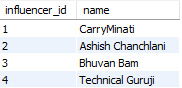 influencer_id name
1 CarryMinati
2 Ashish Chanchlani
3 Bhuvan Bam
4 Technical Guruji